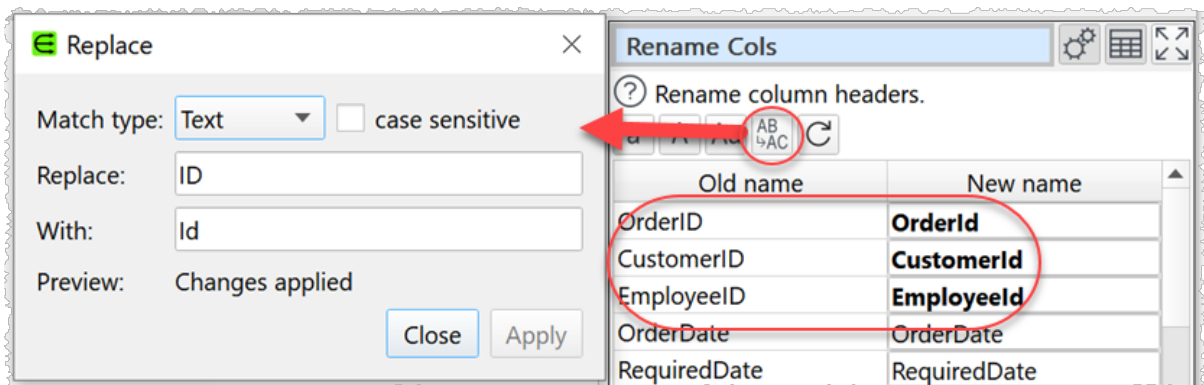 Replace
Match type: Text case sensitive
Replace: ID
With: Id
Preview: Changes applied
Close Apply
Rename Cols
? Rename column headers.
AB
AC
Old name New name
OrderID OrderId
CustomerID CustomerId
EmployeeID EmployeeId
OrderDate OrderDate
RequiredDate RequiredDate